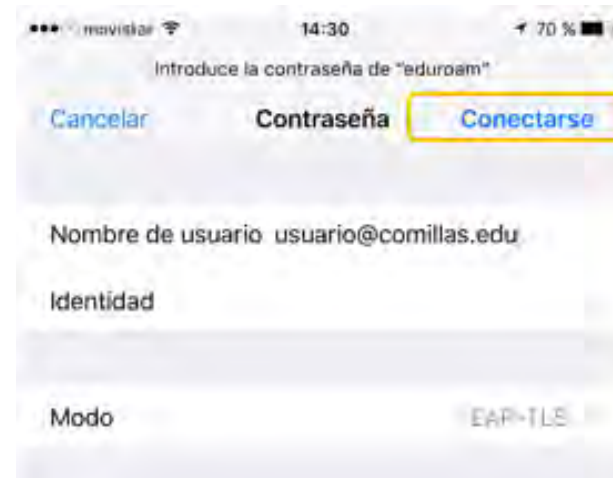 movistar 14:30 70 %
Introduce la contraseña de "eduroam"
Cancelar Contraseña Conectarse
Nombre de usuario usuario@comillas.edu
Identidad
Modo EAP-TLS